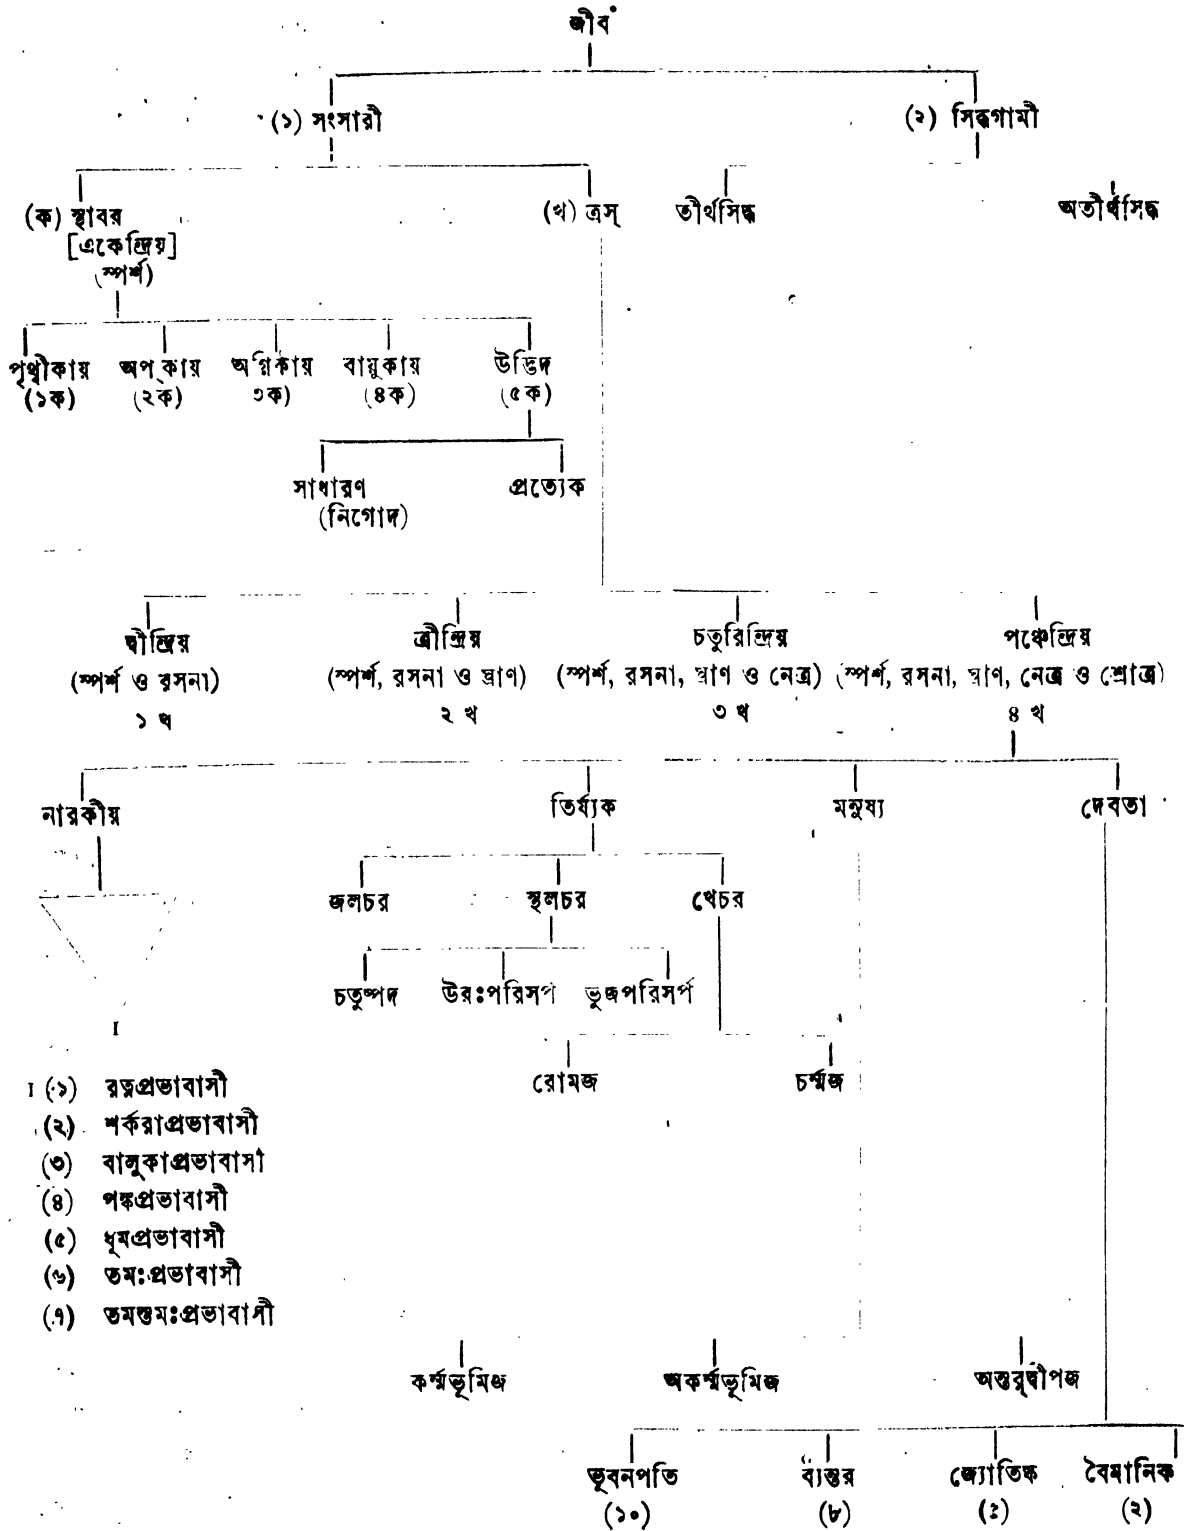 জীব
(১) সংসারী (২) সিদ্ধগামী
(ক) স্থাবর (খ) ত্রস্ তীর্থসিদ্ধ অতীর্থসিদ্ধ
[একেন্দ্রিয়]
(স্পর্শ)
পৃথ্বীকায় অপ্‌কায় অগ্নিকায় বায়ুকায় উদ্ভিদ
(১ক) (২ক) ৩ক) (৪ক) (৫ক)
সাধারণ প্রত্যেক
(নিগোদ)
দ্বীন্দ্রিয় ত্রীন্দ্রিয় চতুরিন্দ্রিয় পঞ্চেন্দ্রিয়
(স্পর্শ ও রসনা) (স্পর্শ, রসনা ও ঘ্রাণ) (স্পর্শ, রসনা, ঘ্রাণ ও নেত্র) (স্পর্শ, রসনা, ঘ্রাণ, নেত্র ও শ্রোত্র)
১ খ ২ খ ৩ খ ৪ খ
নারকীয় তির্য্যক মনুষ্য দেবতা
জলচর স্থলচর খেচর
চতুষ্পদ উরঃপরিসর্প ভুজপরিসর্প
I
রোমজ চর্ম্মজ
I (১) রত্নপ্রভাবাসী
(২) শর্করাপ্রভাবাসী
(৩) বালুকাপ্রভাবাসী
(৪) পঙ্কপ্রভাবাসী
(৫) ধূমপ্রভাবাসী
(৬) তমঃপ্রভাবাসী
(৭) তমস্তমঃপ্রভাবাসী
কর্ম্মভূমিজ অকর্ম্মভূমিজ অন্তর্দ্বীপজ
ভূবনপতি ব্যন্তর জ্যোতিষ্ক বৈমানিক
(১০) (৮) (২)